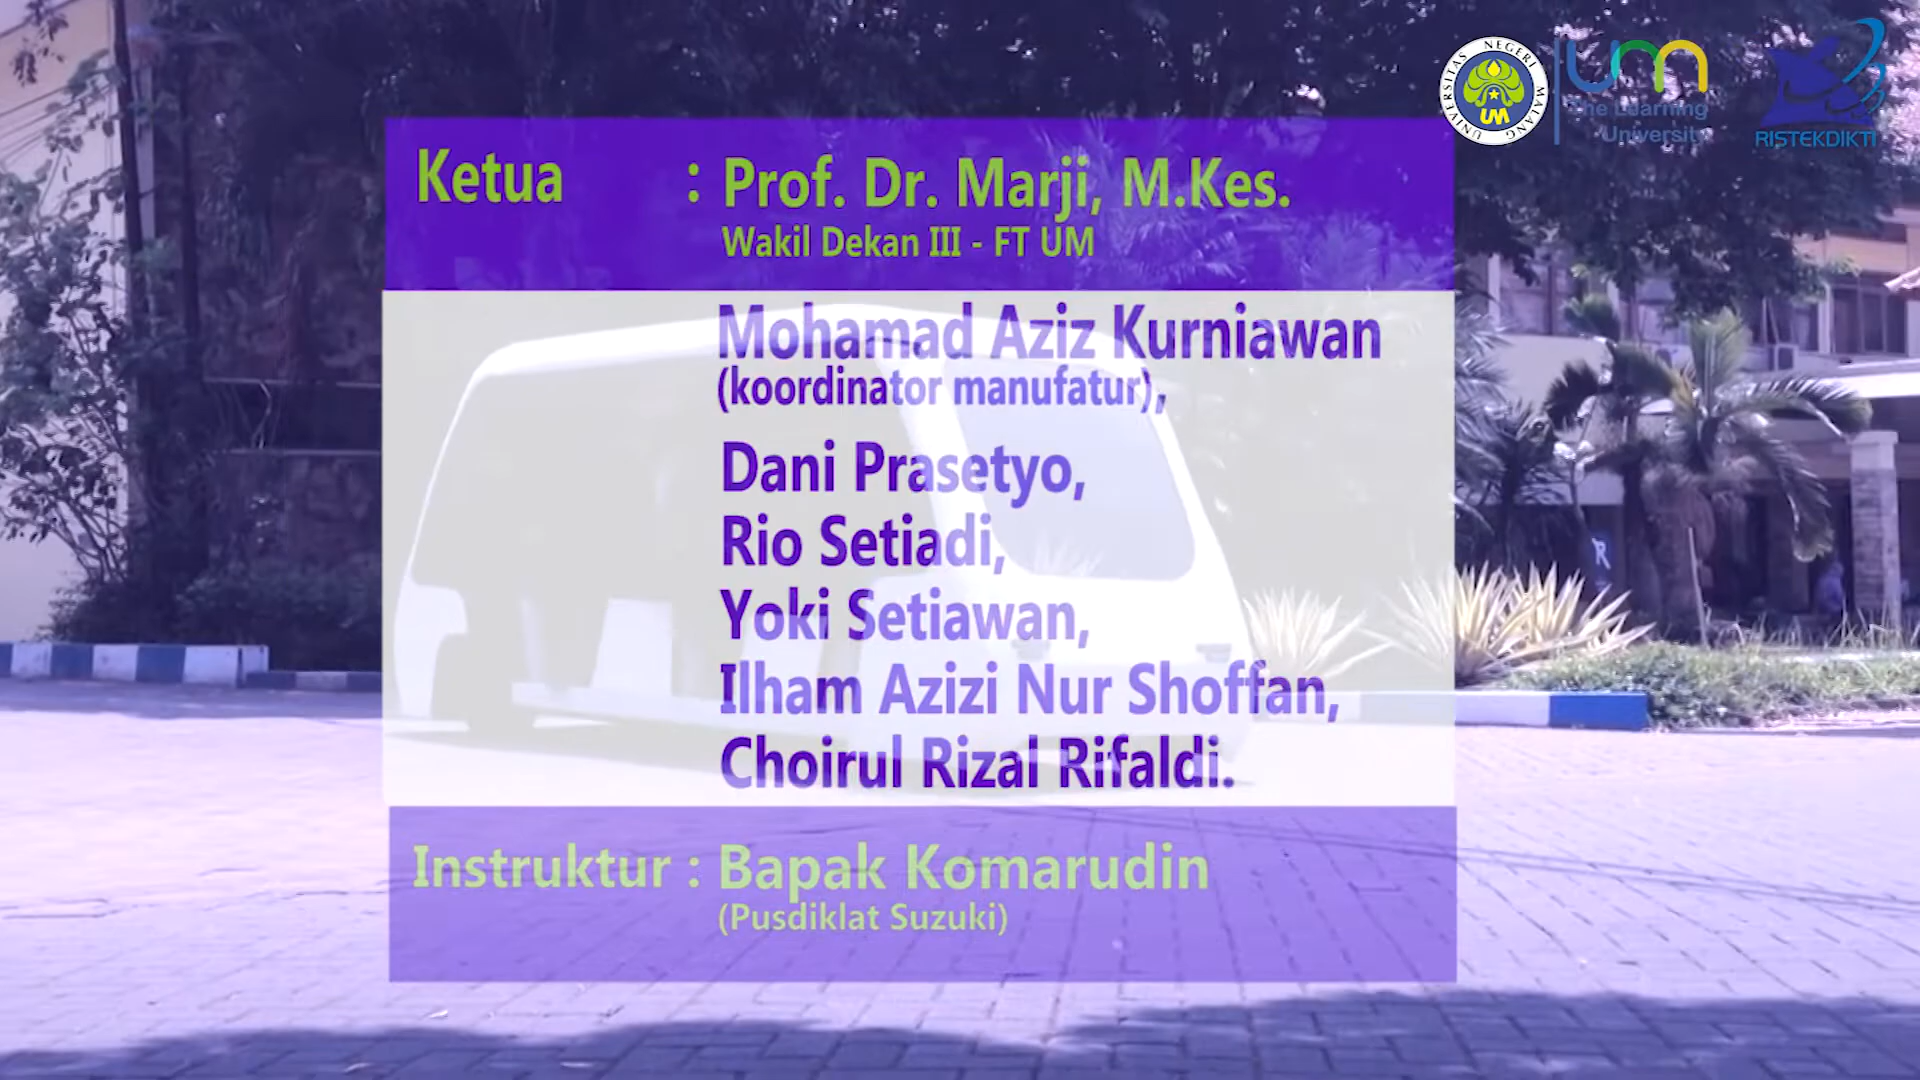 UNIVERSITAS NEGERI MALANG
UM
um
The Learning
University
RISTEKDIKTI
Ketua : Prof. Dr. Marji, M.Kes.
Wakil Dekan III - FT UM
Mohamad Aziz Kurniawan
(koordinator manufatur),
Dani Prasetyo,
Rio Setiadi,
Yoki Setiawan,
Ilham Azizi Nur Shoffan,
Choirul Rizal Rifaldi.
Instruktur : Bapak Komarudin
(Pusdiklat Suzuki)